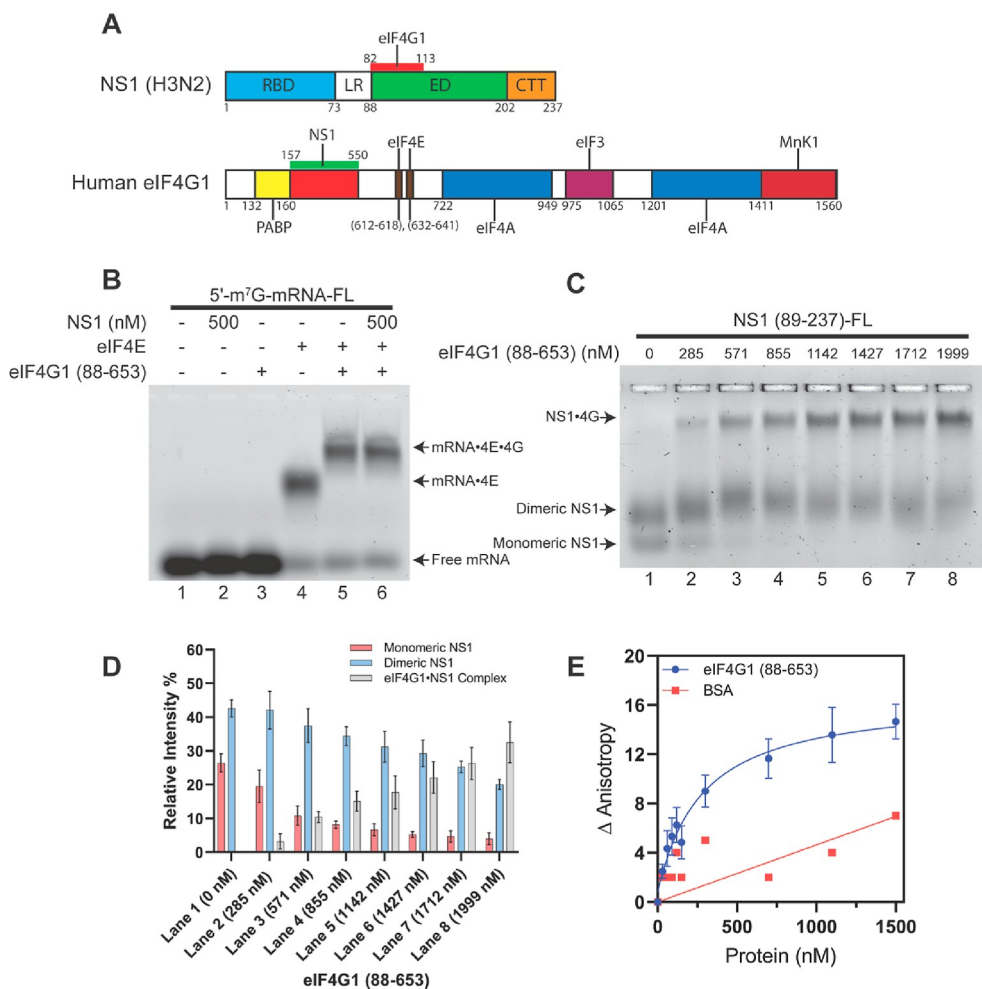 A
eIF4G1
82 113
NS1 (H3N2)
RBD LR ED CTT
1 73 88 202 237
NS1 eIF4E eIF3 MnK1
157 550
Human eIF4G1
1 132 160 722 949 975 1065 1201 1411 1560
PABP (612-618), (632-641) eIF4A eIF4A
B
5'-m⁷G-mRNA-FL
NS1 (nM) - 500 - - - 500
eIF4E - - - + + +
eIF4G1 (88-653) - - + - + +
mRNA•4E•4G
mRNA•4E
Free mRNA
1 2 3 4 5 6
C
NS1 (89-237)-FL
eIF4G1 (88-653) (nM) 0 285 571 855 1142 1427 1712 1999
NS1•4G
Dimeric NS1
Monomeric NS1
1 2 3 4 5 6 7 8
D
Monomeric NS1
Dimeric NS1
eIF4G1•NS1 Complex
Relative Intensity %
60
50
40
30
20
10
0
Lane 1 (0 nM)
Lane 2 (285 nM)
Lane 3 (571 nM)
Lane 4 (855 nM)
Lane 5 (1142 nM)
Lane 6 (1427 nM)
Lane 7 (1712 nM)
Lane 8 (1999 nM)
eIF4G1 (88-653)
E
eIF4G1 (88-653)
BSA
Δ Anisotropy
20
16
12
8
4
0
0 500 1000 1500
Protein (nM)